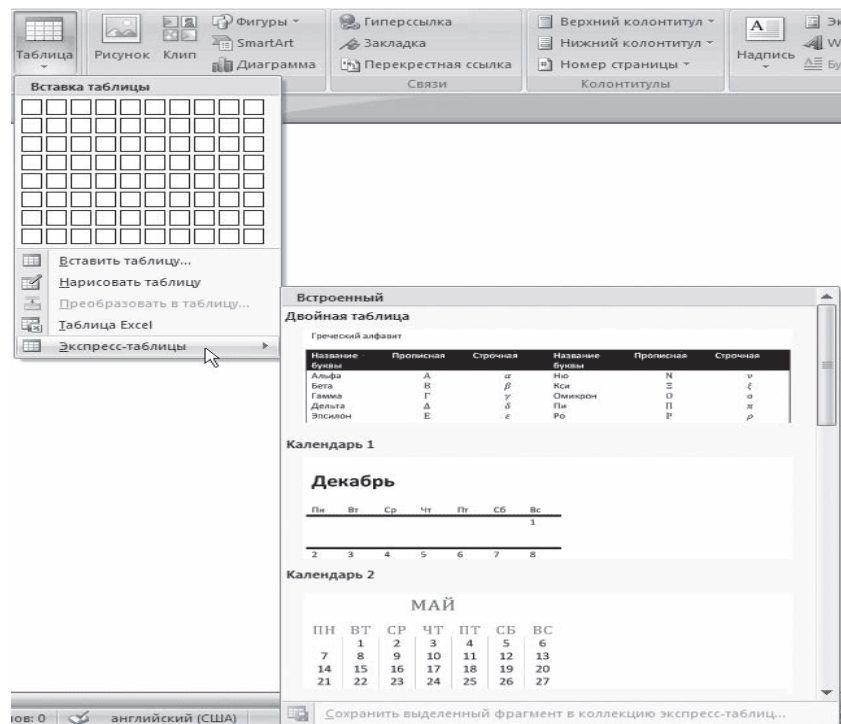 Таблица
Рисунок
Клип
Фигуры
SmartArt
Диаграмма
Гиперссылка
Закладка
Перекрестная ссылка
Связи
Верхний колонтитул
Нижний колонтитул
Номер страницы
Колонтитулы
A
Надпись
Вставка таблицы
Вставить таблицу...
Нарисовать таблицу
Преобразовать в таблицу...
Таблица Excel
Экспресс-таблицы
Встроенный
Двойная таблица
Греческий алфавит
Название буквы Прописная Строчная Название буквы Прописная Строчная
Альфа Α α Ню Ν ν
Бета Β β Кси Ξ ξ
Гамма Γ γ Омикрон Ο ο
Дельта Δ δ Пи Π π
Эпсилон Ε ε Ро Ρ ρ
Календарь 1
Декабрь
Пн Вт Ср Чт Пт Сб Вс
1
2 3 4 5 6 7 8
Календарь 2
МАЙ
ПН ВТ СР ЧТ ПТ СБ ВС
1 2 3 4 5 6
7 8 9 10 11 12 13
14 15 16 17 18 19 20
21 22 23 24 25 26 27
Сохранить выделенный фрагмент в коллекцию экспресс-таблиц...
ов: 0 английский (США)